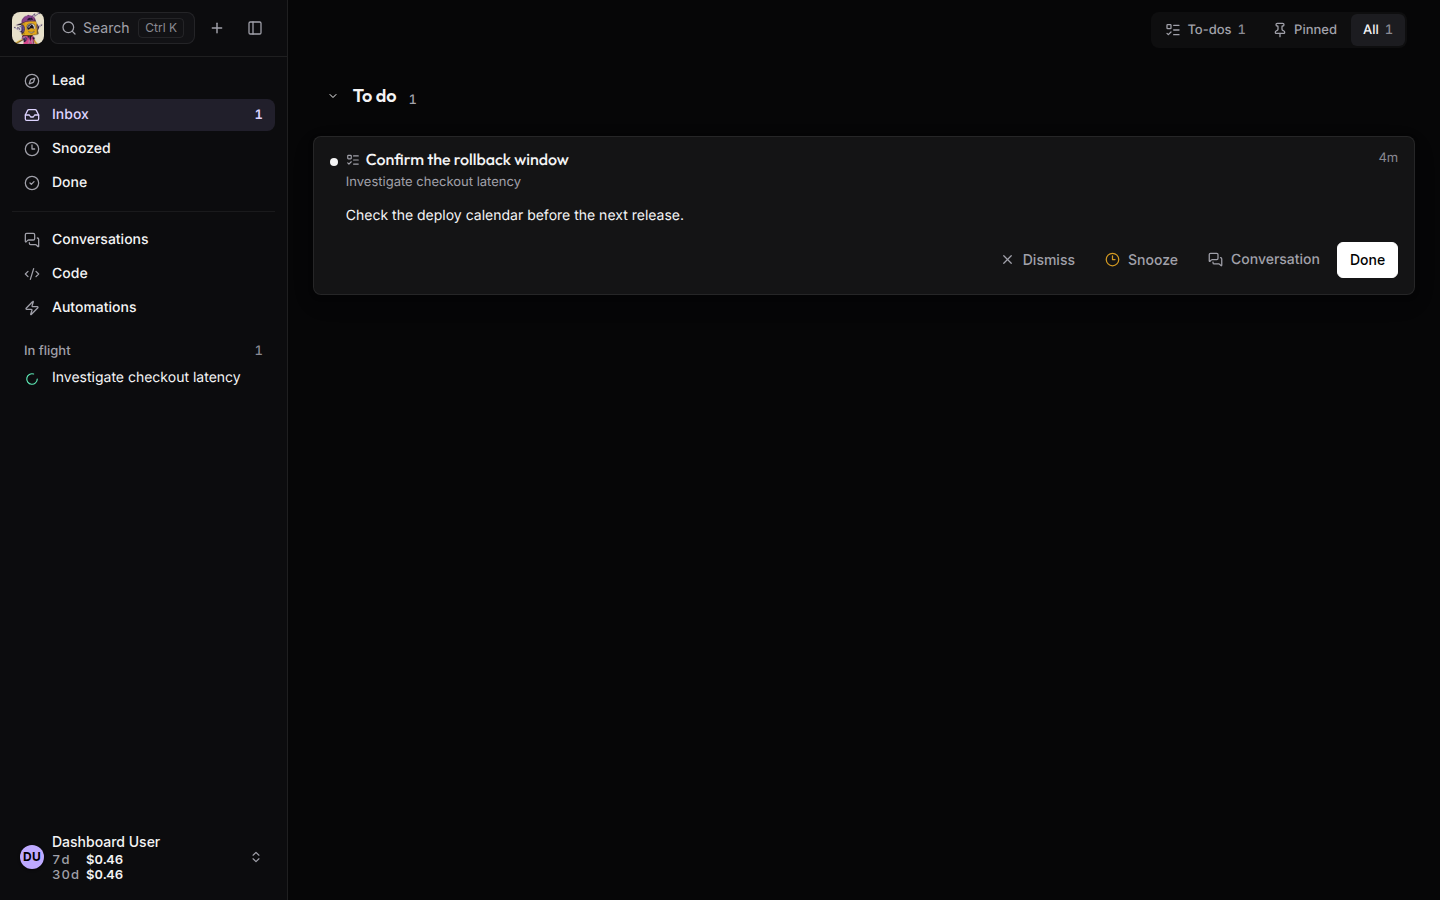 Search Ctrl K
Lead
Inbox 1
Snoozed
Done
Conversations
Code
Automations
In flight 1
Investigate checkout latency
Dashboard User
DU
7d $0.46
30d $0.46
To-dos 1 Pinned All 1
To do 1
Confirm the rollback window 4m
Investigate checkout latency
Check the deploy calendar before the next release.
Dismiss Snooze Conversation Done